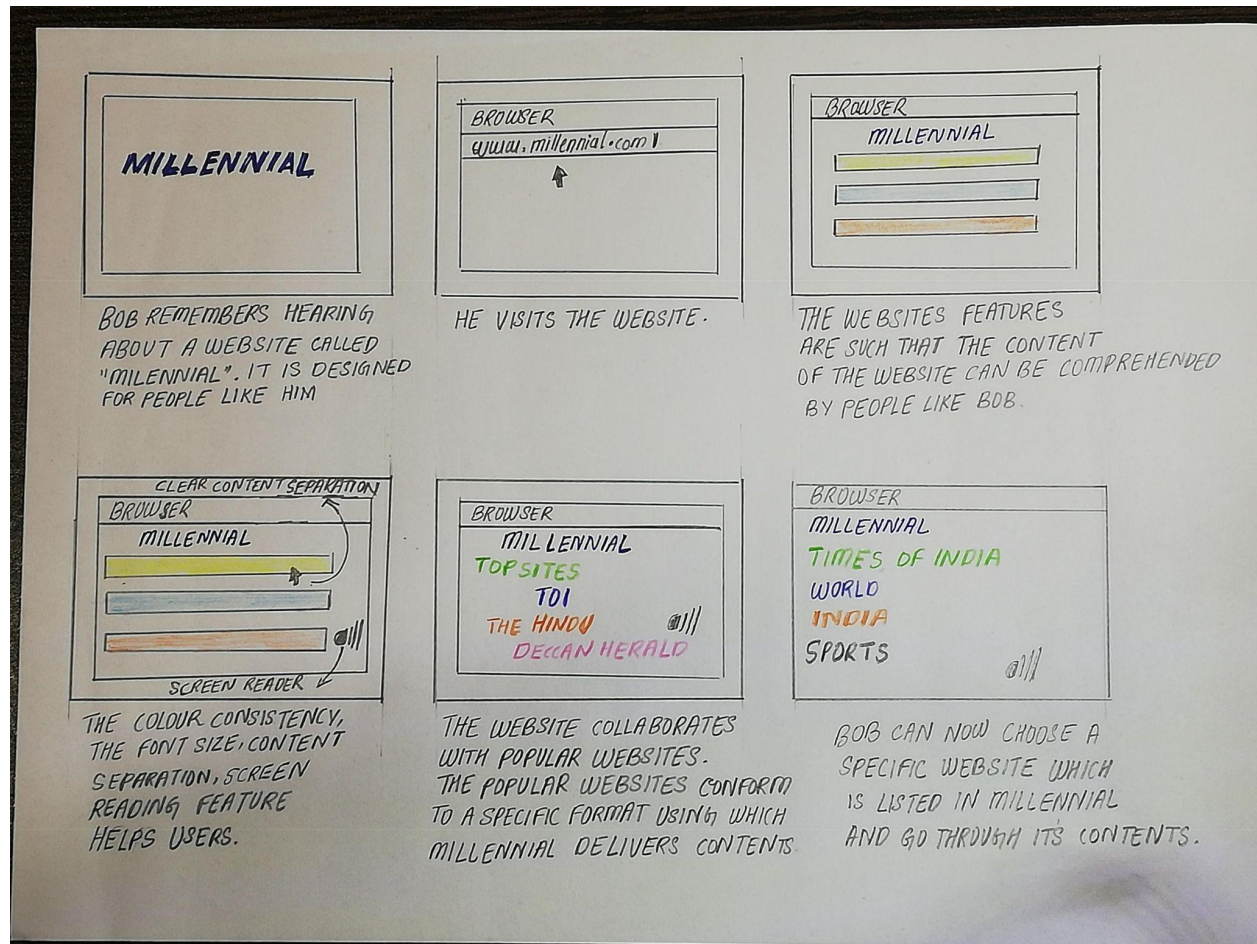 MILLENNIAL
BOB REMEMBERS HEARING
ABOUT A WEBSITE CALLED
"MILENNIAL". IT IS DESIGNED
FOR PEOPLE LIKE HIM
BROWSER
www.millennial.com
HE VISITS THE WEBSITE.
BROWSER
MILLENNIAL
THE WEBSITES FEATURES
ARE SUCH THAT THE CONTENT
OF THE WEBSITE CAN BE COMPREHENDED
BY PEOPLE LIKE BOB.
CLEAR CONTENT SEPARATION
BROWSER
MILLENNIAL
SCREEN READER
THE COLOUR CONSISTENCY,
THE FONT SIZE, CONTENT
SEPARATION, SCREEN
READING FEATURE
HELPS USERS.
BROWSER
MILLENNIAL
TOPSITES
TOI
THE HINDU
DECCAN HERALD
THE WEBSITE COLLABORATES
WITH POPULAR WEBSITES.
THE POPULAR WEBSITES CONFORM
TO A SPECIFIC FORMAT USING WHICH
MILLENNIAL DELIVERS CONTENTS
BROWSER
MILLENNIAL
TIMES OF INDIA
WORLD
INDIA
SPORTS
BOB CAN NOW CHOOSE A
SPECIFIC WEBSITE WHICH
IS LISTED IN MILLENNIAL
AND GO THROUGH IT'S CONTENTS.